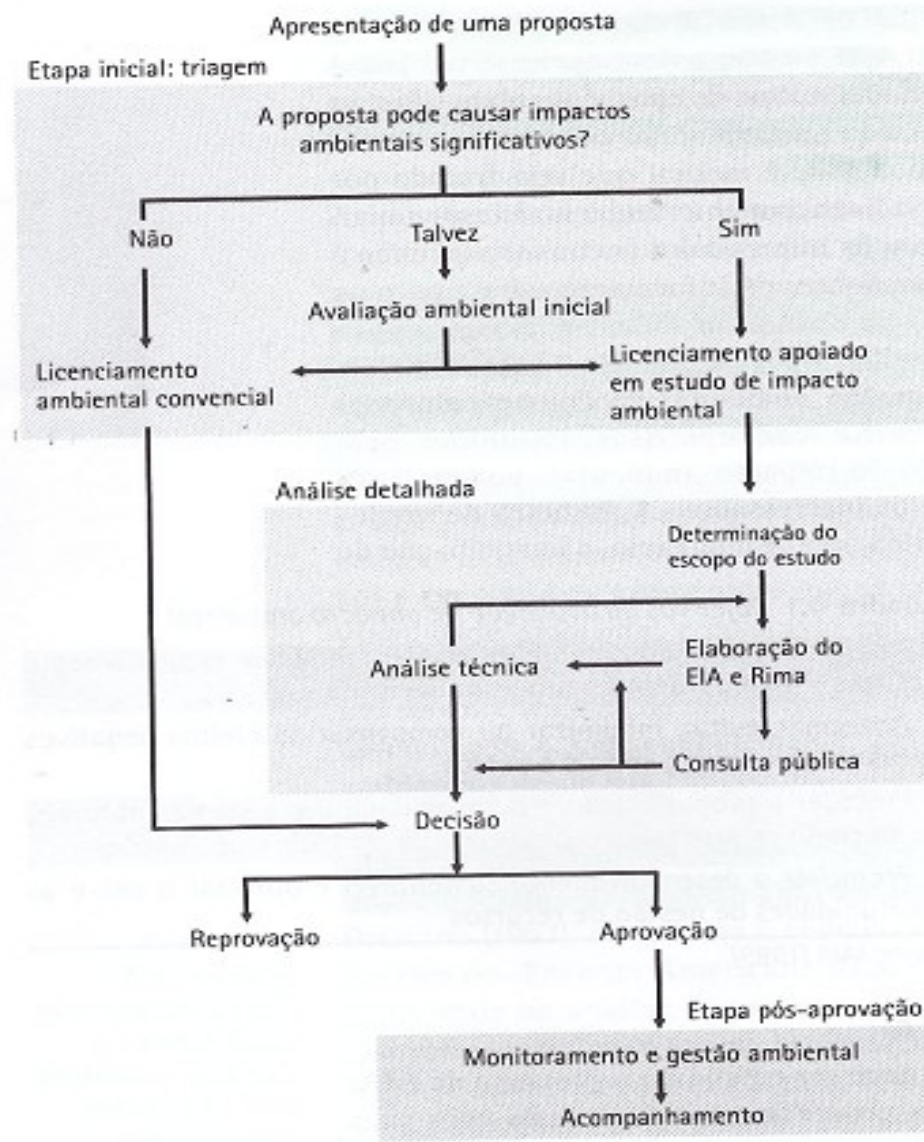 Apresentação de uma proposta
Etapa inicial: triagem
A proposta pode causar impactos
ambientais significativos?
Não
Talvez
Sim
Avaliação ambiental inicial
Licenciamento
ambiental convencial
Licenciamento apoiado
em estudo de impacto
ambiental
Análise detalhada
Determinação do
escopo do estudo
Análise técnica
Elaboração do
EIA e Rima
Consulta pública
Decisão
Reprovação
Aprovação
Etapa pós-aprovação
Monitoramento e gestão ambiental
Acompanhamento